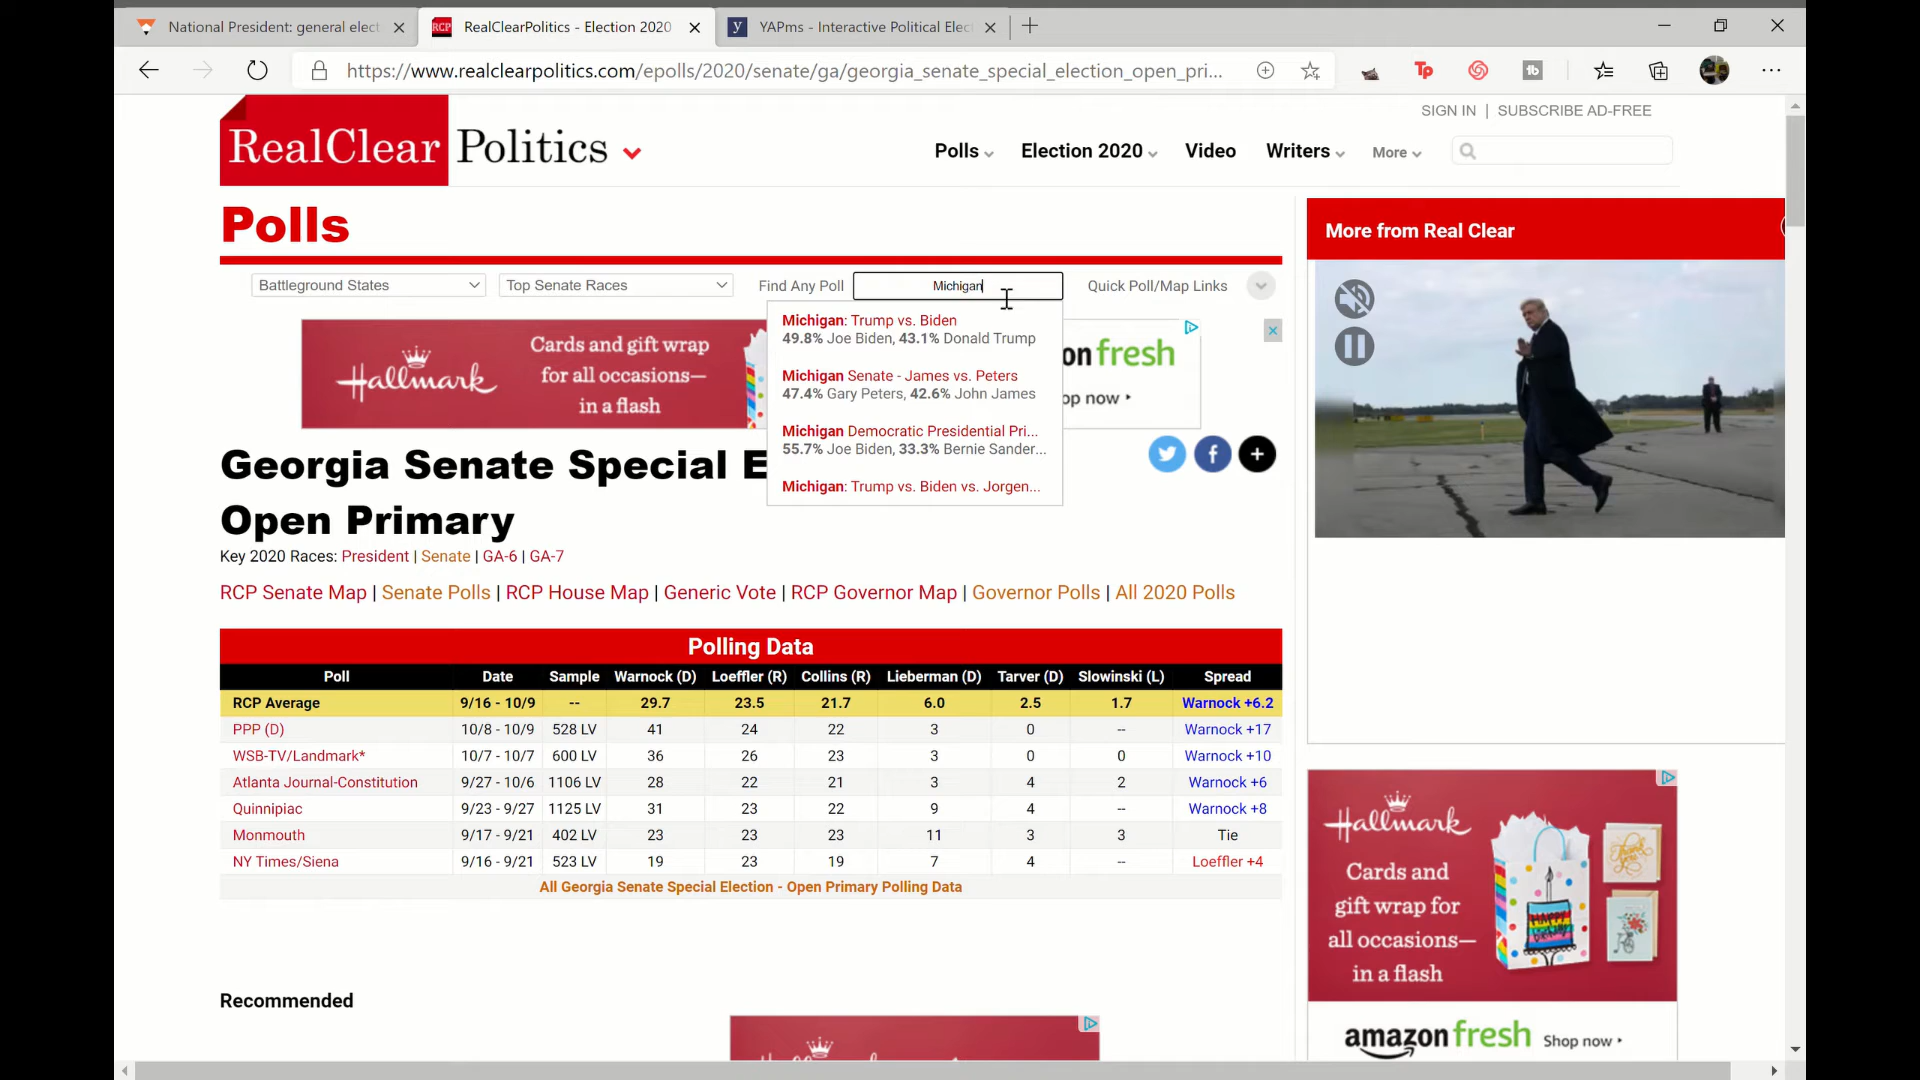 National President: general elect
RCP
RealClearPolitics - Election 2020
y
YAPms - Interactive Political Elec
https://www.realclearpolitics.com/epolls/2020/senate/ga/georgia_senate_special_election_open_pri...
Tp
tb
SIGN IN | SUBSCRIBE AD-FREE
RealClear Politics
Polls
Election 2020
Video
Writers
More
Polls
More from Real Clear
Battleground States
Top Senate Races
Find Any Poll
Michigan
Quick Poll/Map Links
Michigan: Trump vs. Biden
49.8% Joe Biden, 43.1% Donald Trump
Michigan Senate - James vs. Peters
47.4% Gary Peters, 42.6% John James
Michigan Democratic Presidential Pri...
55.7% Joe Biden, 33.3% Bernie Sander...
Michigan: Trump vs. Biden vs. Jorgen...
Hallmark
Cards and gift wrap
for all occasions—
in a flash
on fresh
op now
Georgia Senate Special E
Open Primary
Key 2020 Races: President | Senate | GA-6 | GA-7
RCP Senate Map | Senate Polls | RCP House Map | Generic Vote | RCP Governor Map | Governor Polls | All 2020 Polls
Polling Data
Poll Date Sample Warnock (D) Loeffler (R) Collins (R) Lieberman (D) Tarver (D) Slowinski (L) Spread
RCP Average 9/16 - 10/9 -- 29.7 23.5 21.7 6.0 2.5 1.7 Warnock +6.2
PPP (D) 10/8 - 10/9 528 LV 41 24 22 3 0 -- Warnock +17
WSB-TV/Landmark* 10/7 - 10/7 600 LV 36 26 23 3 0 0 Warnock +10
Atlanta Journal-Constitution 9/27 - 10/6 1106 LV 28 22 21 3 4 2 Warnock +6
Quinnipiac 9/23 - 9/27 1125 LV 31 23 22 9 4 -- Warnock +8
Monmouth 9/17 - 9/21 402 LV 23 23 23 11 3 3 Tie
NY Times/Siena 9/16 - 9/21 523 LV 19 23 19 7 4 -- Loeffler +4
All Georgia Senate Special Election - Open Primary Polling Data
Hallmark
Cards and
gift wrap for
all occasions—
in a flash
amazon fresh
Shop now
Recommended